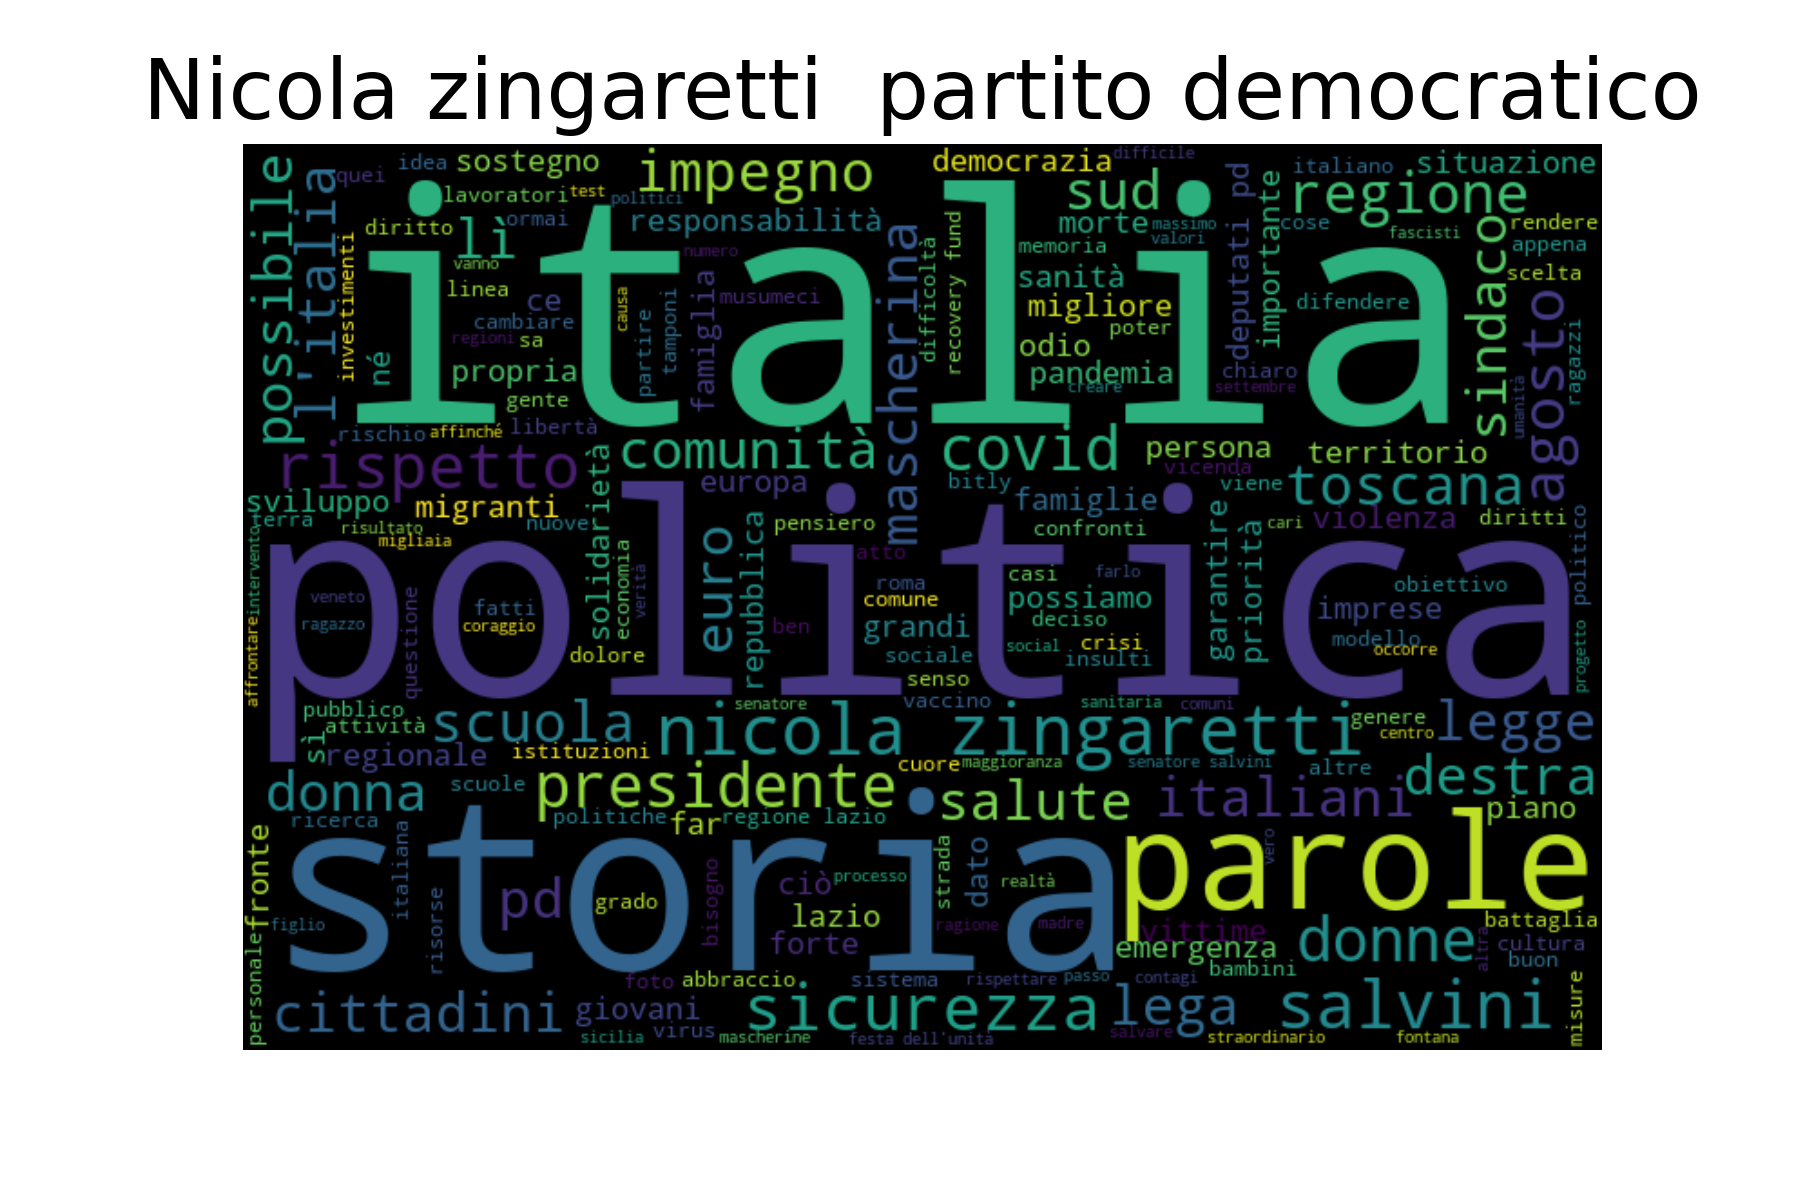 Nicola zingaretti  partito democratico
possibile
l'italia
quei
idea
sostegno
impegno
democrazia
difficile
italiano
situazione
lavoratori
test
politici
sud
regione
deputati pd
importante
ormai
responsabilità
morte
massimo
valori
cose
rendere
fascisti
appena
diritto
lì
italia
vanno
numero
memoria
sindaco
scelta
investimenti
linea
ce
causa
famiglia
musumeci
mascherina
difficoltà
recovery fund
sanità
migliore
difendere
agosto
cambiare
partire
tamponi
poter
ragazzi
regioni
sa
odio
né
propria
pandemia
chiaro
creare
settembre
umanità
gente
rischio
affinché
libertà
comunità
covid
persona
territorio
rispetto
solidarietà
europa
vicenda
bitly
viene
toscana
sviluppo
migranti
famiglie
terra
risultato
nuove
pensiero
confronti
garantire
priorità
cari
violenza
diritti
migliaia
euro
repubblica
atto
politico
intervento
affrontare
politica
economia
verità
roma
casi
farlo
obiettivo
veneto
questione
fatti
comune
possiamo
imprese
ragazzo
coraggio
ben
grandi
deciso
modello
dolore
sociale
social
crisi
occorre
insulti
progetto
senso
pubblico
senatore
vaccino
sanitaria
comuni
attività
scuola
nicola zingaretti
genere
legge
centro
sì
regionale
istituzioni
cuore
maggioranza
senatore salvini
altre
destra
donna
scuole
presidente
salute
italiani
piano
ricerca
politiche
far
regione lazio
storia
parole
fronte
italiana
strada
dato
vero
pd
grado
bisogno
ciò
processo
realtà
risorse
lazio
figlio
ragione
madre
vittime
battaglia
personale
forte
emergenza
donne
altra
cultura
bambini
buon
foto
abbraccio
sistema
rispettare
passo
contagi
misure
cittadini
giovani
sicurezza
lega
salvini
virus
sicilia
mascherine
festa dell'unità
salvare
straordinario
fontana